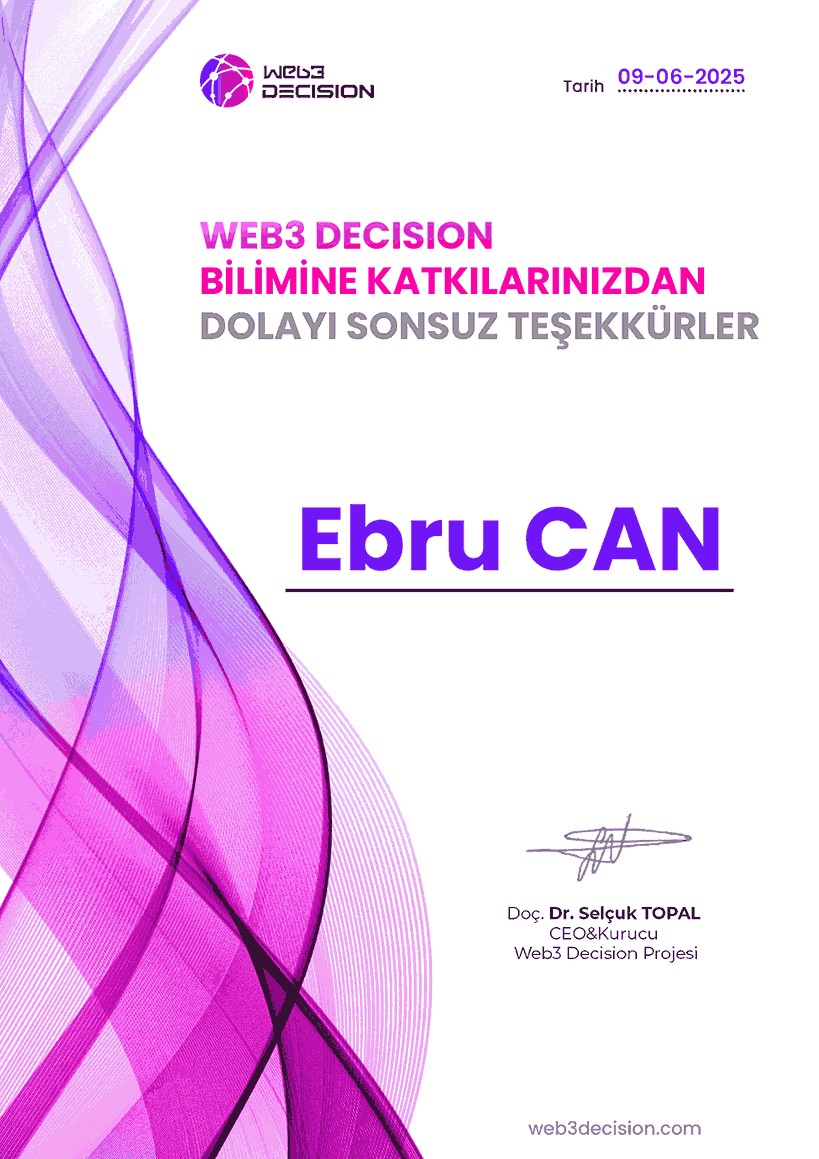 Web3
DECISION
Tarih 09-06-2025
WEB3 DECISION
BİLİMİNE KATKILARINIZDAN
DOLAYI SONSUZ TEŞEKKÜRLER
Ebru CAN
Doç. Dr. Selçuk TOPAL
CEO&Kurucu
Web3 Decision Projesi
web3decision.com